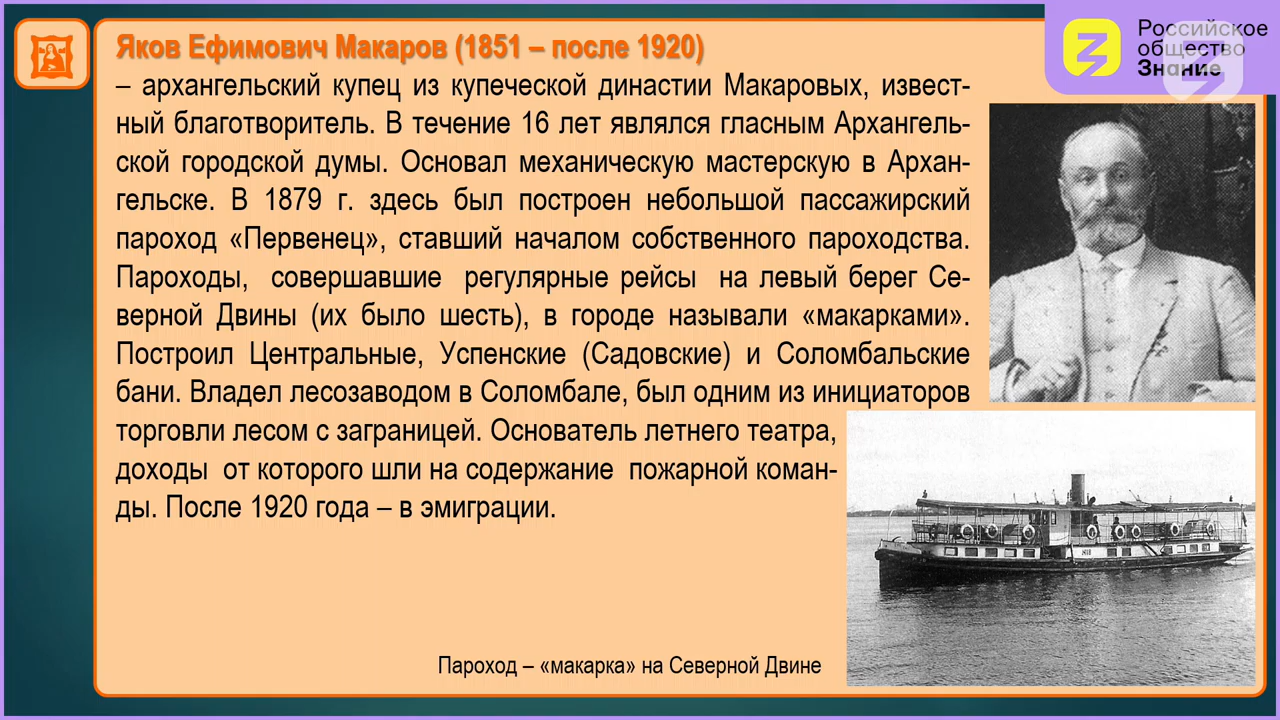 Яков Ефимович Макаров (1851 – после 1920)
– архангельский купец из купеческой династии Макаровых, извест-
ный благотворитель. В течение 16 лет являлся гласным Архангель-
ской городской думы. Основал механическую мастерскую в Архан-
гельске. В 1879 г. здесь был построен небольшой пассажирский
пароход «Первенец», ставший началом собственного пароходства.
Пароходы, совершавшие регулярные рейсы на левый берег Се-
верной Двины (их было шесть), в городе называли «макарками».
Построил Центральные, Успенские (Садовские) и Соломбальские
бани. Владел лесозаводом в Соломбале, был одним из инициаторов
торговли лесом с заграницей. Основатель летнего театра,
доходы от которого шли на содержание пожарной коман-
ды. После 1920 года – в эмиграции.
Пароход – «макарка» на Северной Двине
Российское
общество
Знание